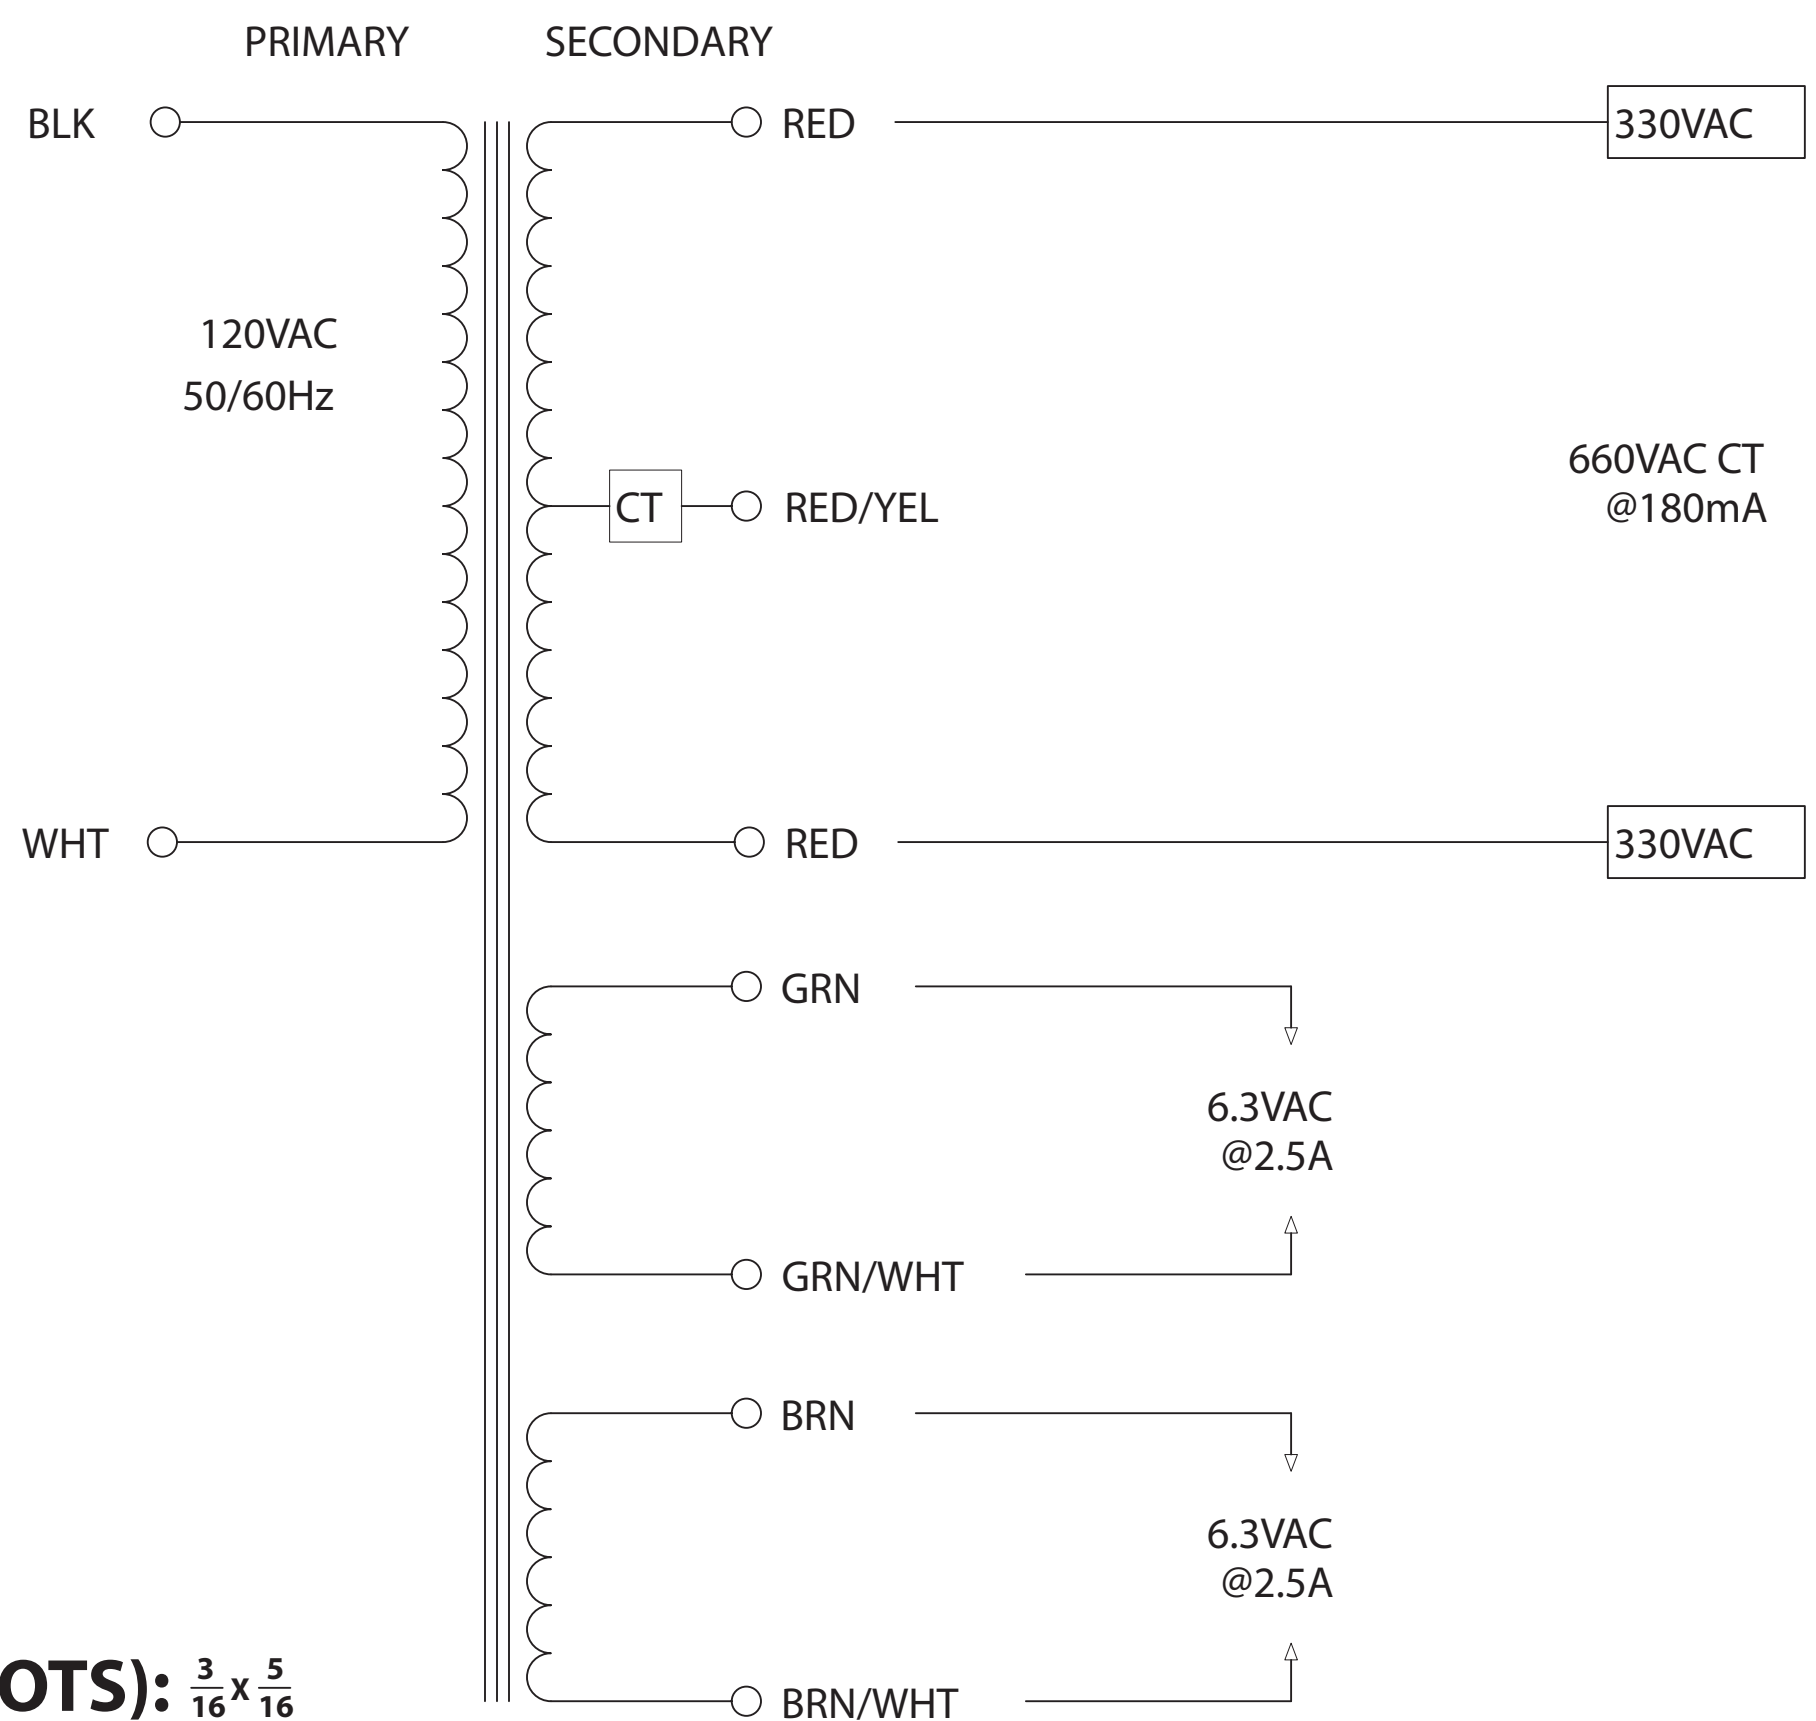 PRIMARY SECONDARY
BLK RED 330VAC
120VAC
50/60Hz
660VAC CT
@180mA
CT RED/YEL
WHT RED 330VAC
GRN
6.3VAC
@2.5A
GRN/WHT
BRN
6.3VAC
@2.5A
OTS): 3/16 x 5/16
BRN/WHT